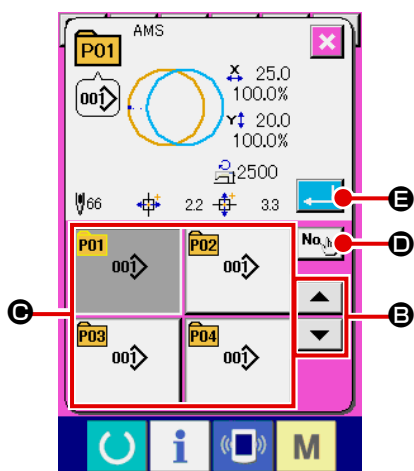 AMS
P01
001
X 25.0
100.0%
Y 20.0
100.0%
2500
66 2.2 3.3
E
No.
D
P01
001
P02
001
B
C
P03
001
P04
001
i
M